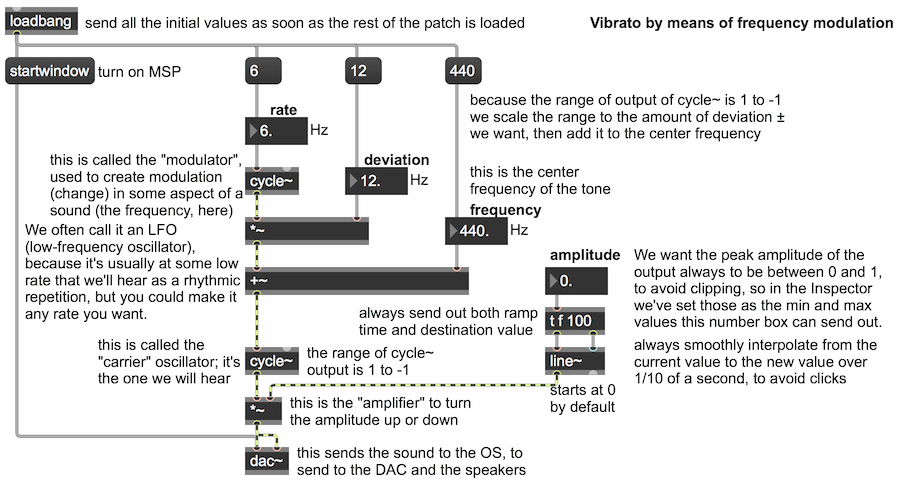 loadbang
send all the initial values as soon as the rest of the patch is loaded
Vibrato by means of frequency modulation
startwindow
turn on MSP
6
12
440
because the range of output of cycle~ is 1 to -1
we scale the range to the amount of deviation ±
we want, then add it to the center frequency
rate
6.
Hz
this is called the "modulator",
used to create modulation
(change) in some aspect of a
sound (the frequency, here)
cycle~
deviation
12.
Hz
this is the center
frequency of the tone
frequency
440.
Hz
We often call it an LFO
(low-frequency oscillator),
because it's usually at some low
rate that we'll hear as a rhythmic
repetition, but you could make it
any rate you want.
*~
+~
amplitude
0.
We want the peak amplitude of the
output always to be between 0 and 1,
to avoid clipping, so in the Inspector
we've set those as the min and max
values this number box can send out.
always send out both ramp
time and destination value
t f 100
this is called the
"carrier" oscillator; it's
the one we will hear
cycle~
the range of cycle~
output is 1 to -1
line~
always smoothly interpolate from the
current value to the new value over
1/10 of a second, to avoid clicks
starts at 0
by default
*~
this is the "amplifier" to turn
the amplitude up or down
dac~
this sends the sound to the OS, to
send to the DAC and the speakers